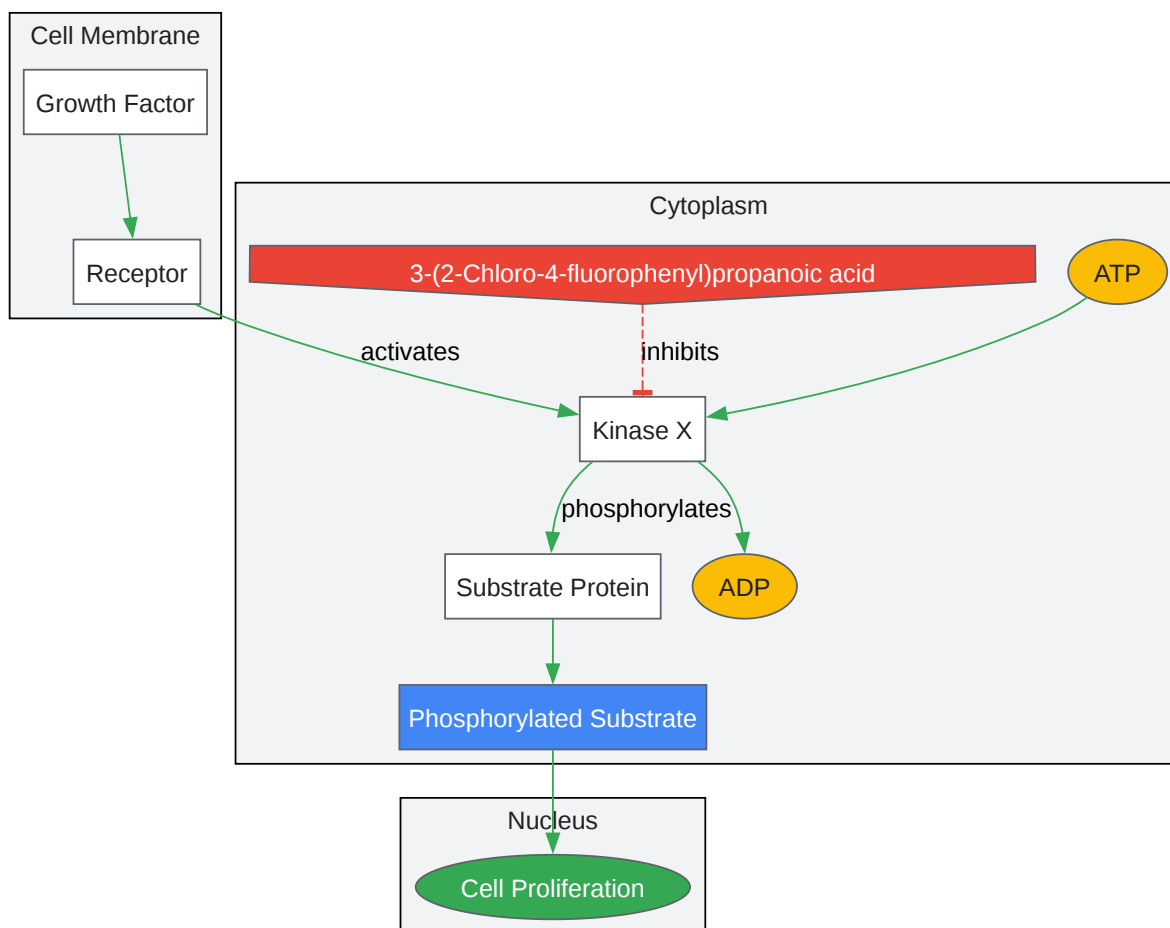 Cell Membrane
Growth Factor
Receptor
Cytoplasm
3-(2-Chloro-4-fluorophenyl)propanoic acid
ATP
activates
inhibits
Kinase X
phosphorylates
Substrate Protein
ADP
Phosphorylated Substrate
Nucleus
Cell Proliferation